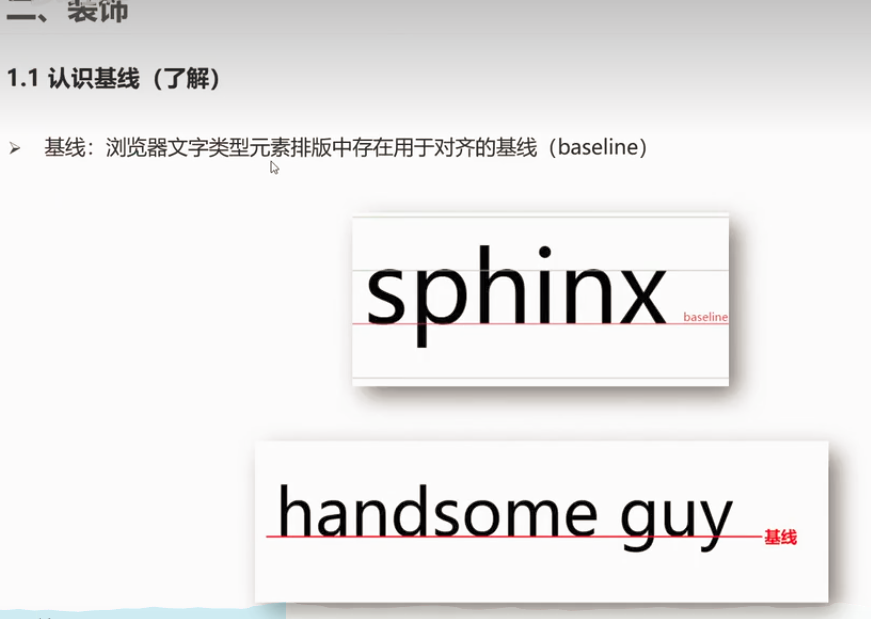 二、装饰
1.1 认识基线（了解）
➢ 基线：浏览器文字类型元素排版中存在用于对齐的基线（baseline）
sphinx
baseline
handsome guy
基线